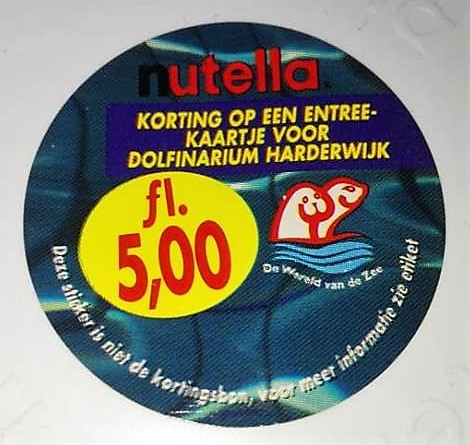 nutella
KORTING OP EEN ENTREE-
KAARTJE VOOR
DOLFINARIUM HARDERWIJK
fl.
5,00
De Wereld van de Zee
Deze sticker is niet de kortingsbon, voor meer informatie zie etiket